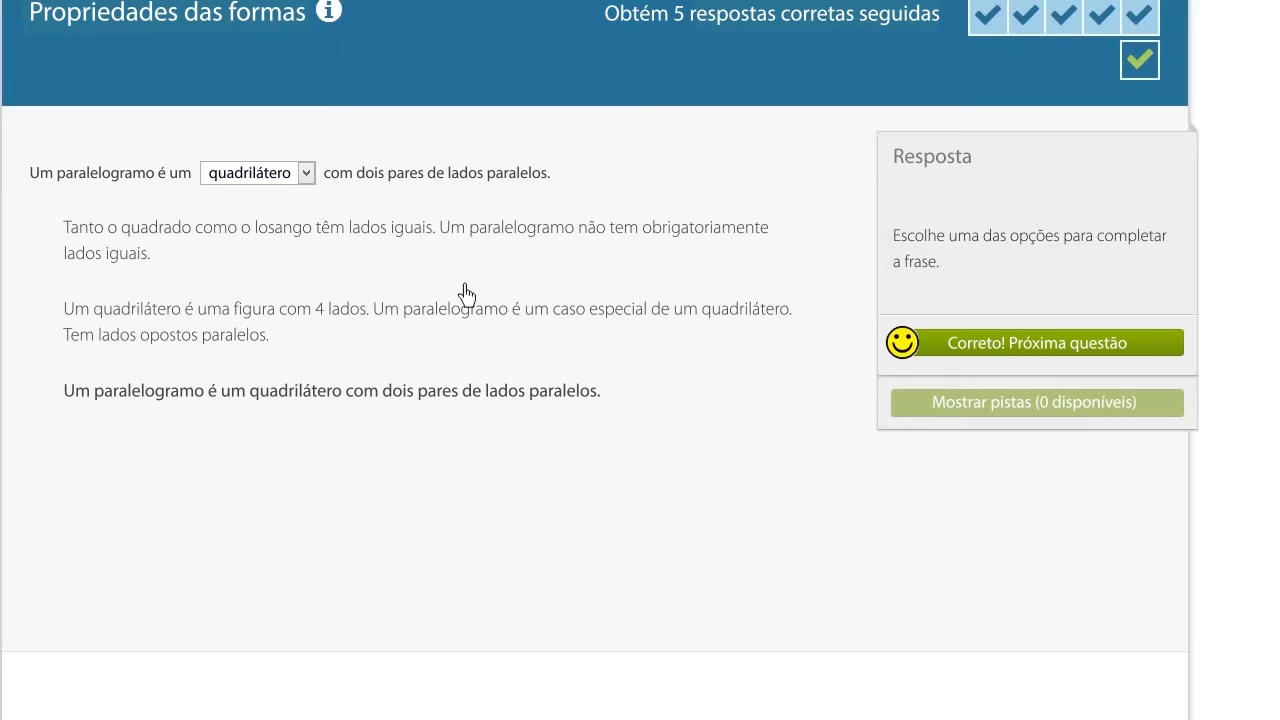 Propriedades das formas
Obtém 5 respostas corretas seguidas
Um paralelogramo é um quadrilátero com dois pares de lados paralelos.
Tanto o quadrado como o losango têm lados iguais. Um paralelogramo não tem obrigatoriamente
lados iguais.
Um quadrilátero é uma figura com 4 lados. Um paralelogramo é um caso especial de um quadrilátero.
Tem lados opostos paralelos.
Um paralelogramo é um quadrilátero com dois pares de lados paralelos.
Resposta
Escolhe uma das opções para completar
a frase.
Correto! Próxima questão
Mostrar pistas (0 disponíveis)